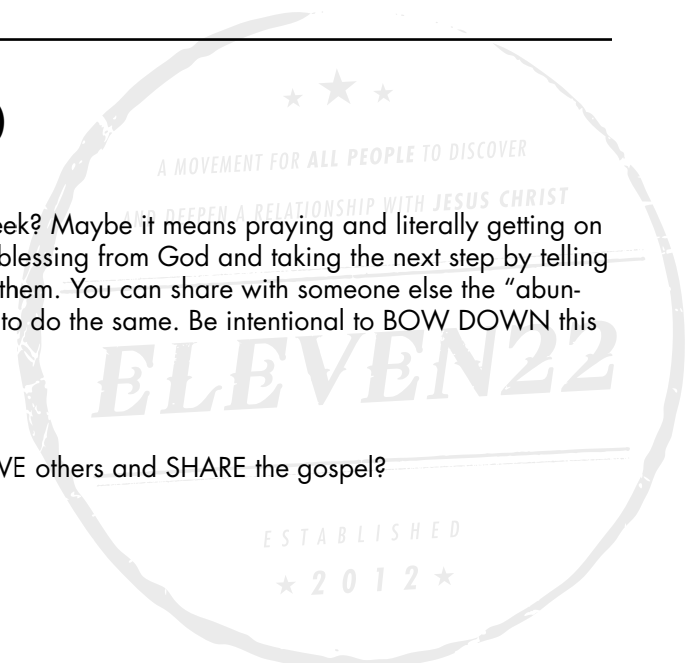 A MOVEMENT FOR ALL PEOPLE TO DISCOVER
AND DEEPEN A RELATIONSHIP WITH JESUS CHRIST
eek? Maybe it means praying and literally getting on
blessing from God and taking the next step by telling
them. You can share with someone else the “abun-
to do the same. Be intentional to BOW DOWN this
ELEVEN22
VE others and SHARE the gospel?
ESTABLISHED
★ 2012 ★